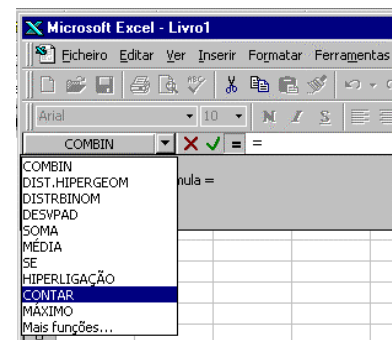 Microsoft Excel - Livro1
Ficheiro Editar Ver Inserir Formatar Ferramentas
ABC
Arial 10 N I S
COMBIN = =
COMBIN
DIST.HIPERGEOM mula =
DISTRBINOM
DESVPAD
SOMA
MÉDIA
SE
HIPERLIGAÇÃO
CONTAR
MÁXIMO
Mais funções...